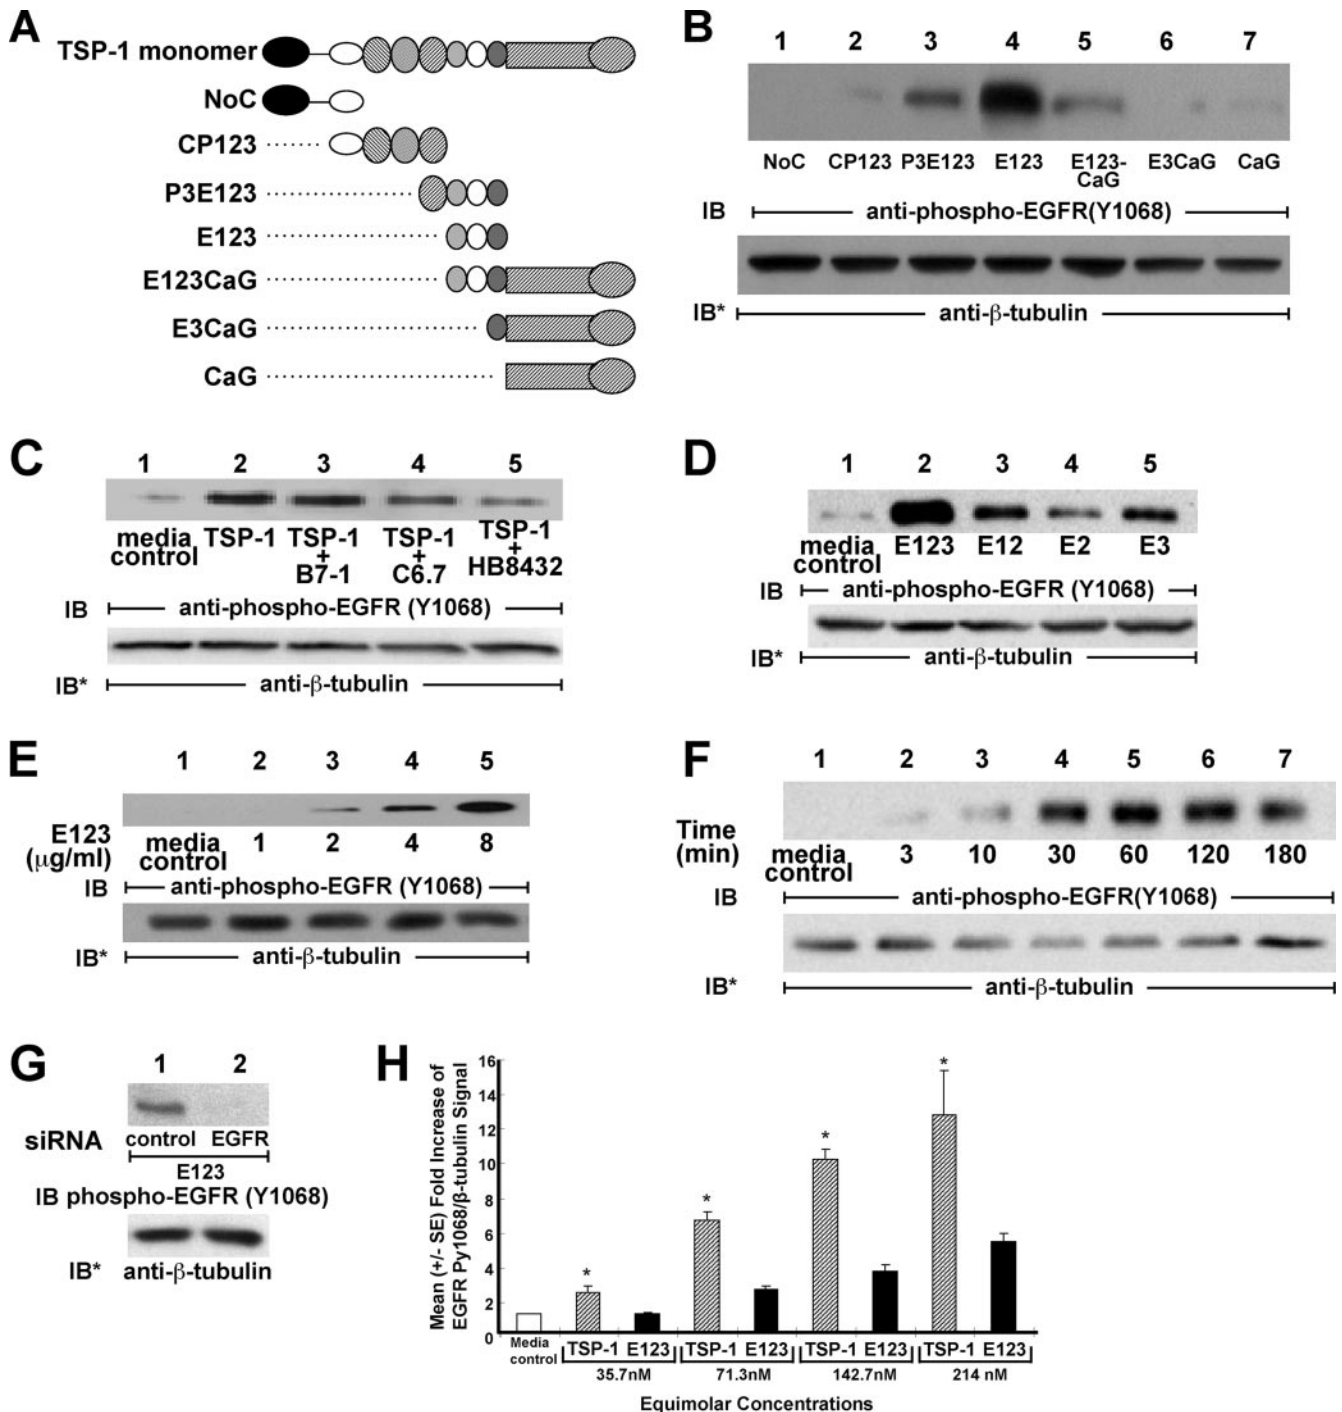 A
TSP-1 monomer
NoC
CP123
P3E123
E123
E123CaG
E3CaG
CaG
B
1 2 3 4 5 6 7
NoC CP123 P3E123 E123 E123-CaG E3CaG CaG
IB anti-phospho-EGFR(Y1068)
IB* anti-β-tubulin
C
1 2 3 4 5
media control TSP-1 TSP-1 + B7-1 TSP-1 + C6.7 TSP-1 + HB8432
IB anti-phospho-EGFR (Y1068)
IB* anti-β-tubulin
D
1 2 3 4 5
media control E123 E12 E2 E3
IB anti-phospho-EGFR (Y1068)
IB* anti-β-tubulin
E
1 2 3 4 5
E123 (μg/ml) media control 1 2 4 8
IB anti-phospho-EGFR (Y1068)
IB* anti-β-tubulin
F
1 2 3 4 5 6 7
Time (min) media control 3 10 30 60 120 180
IB anti-phospho-EGFR(Y1068)
IB* anti-β-tubulin
G
1 2
siRNA control EGFR
E123
IB phospho-EGFR (Y1068)
IB* anti-β-tubulin
H
Mean (+/- SE) Fold Increase of
EGFR Py1068/β-tubulin Signal
16
14
12
10
8
6
4
2
0
* * * *
Media control TSP-1 E123 TSP-1 E123 TSP-1 E123 TSP-1 E123
35.7nM 71.3nM 142.7nM 214 nM
Equimolar Concentrations